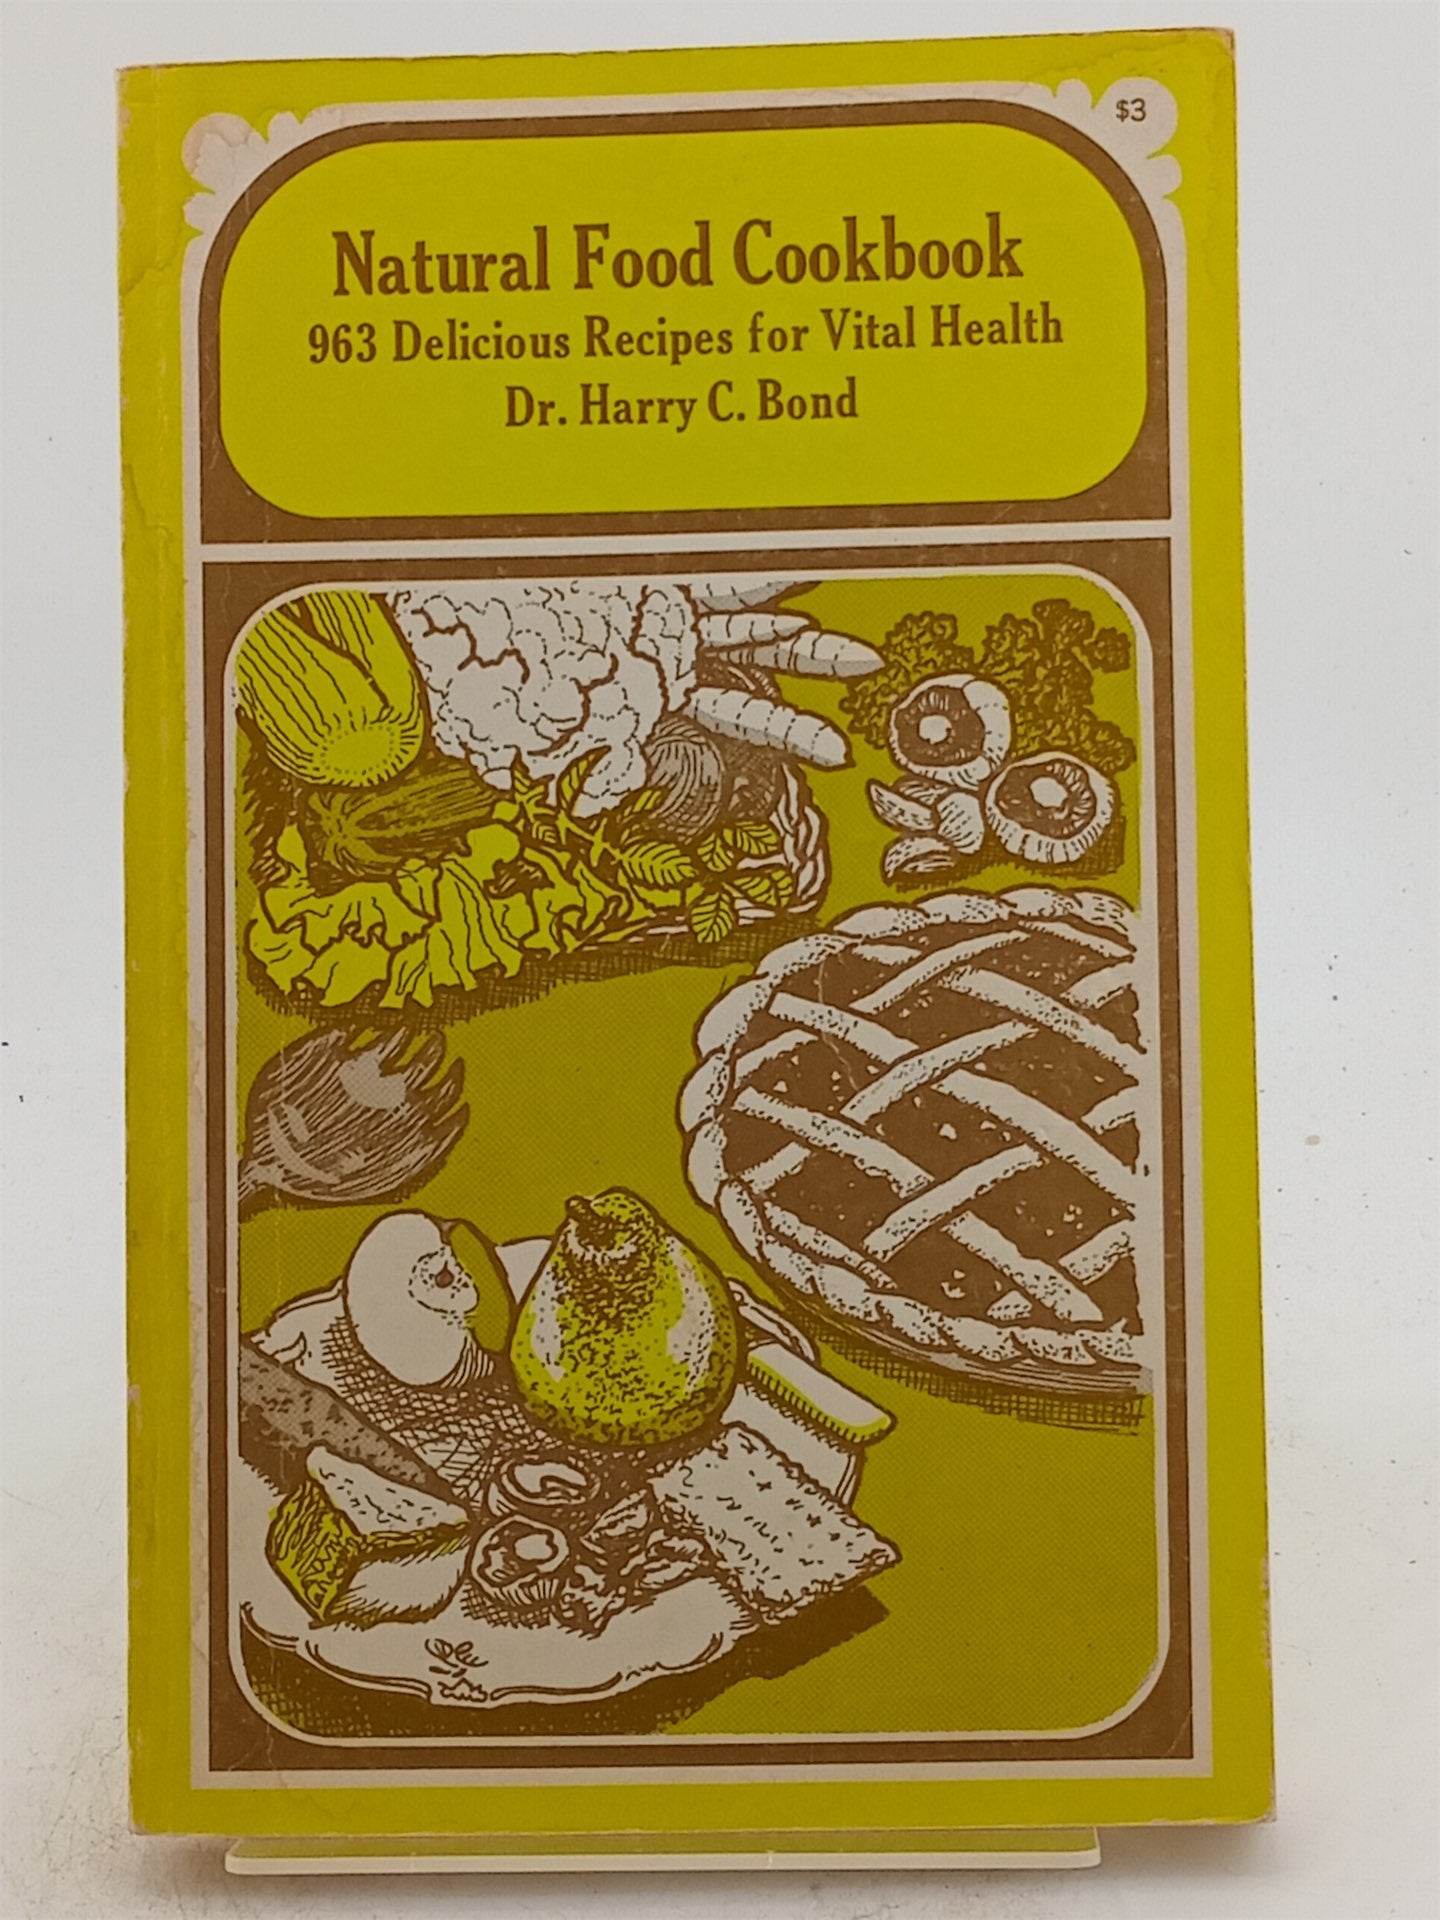 $3
Natural Food Cookbook
963 Delicious Recipes for Vital Health
Dr. Harry C. Bond